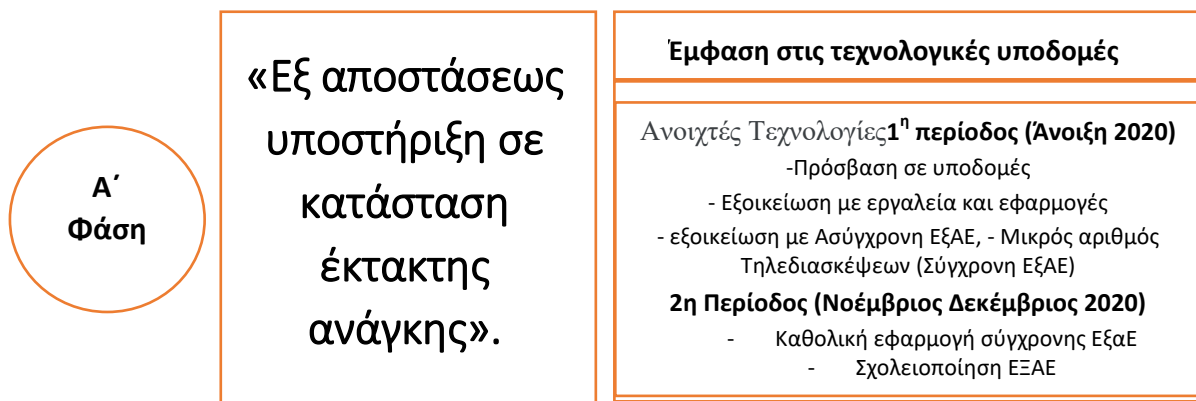 Α΄
Φάση
«Εξ αποστάσεως
υποστήριξη σε
κατάσταση
έκτακτης
ανάγκης».
Έμφαση στις τεχνολογικές υποδομές
Ανοιχτές Τεχνολογίες1η περίοδος (Άνοιξη 2020)
-Πρόσβαση σε υποδομές
- Εξοικείωση με εργαλεία και εφαρμογές
- εξοικείωση με Ασύγχρονη ΕξΑΕ, - Μικρός αριθμός
Τηλεδιασκέψεων (Σύγχρονη ΕξΑΕ)
2η Περίοδος (Νοέμβριος Δεκέμβριος 2020)
- Καθολική εφαρμογή σύγχρονης ΕξαΕ
- Σχολειοποίηση ΕΞΑΕ